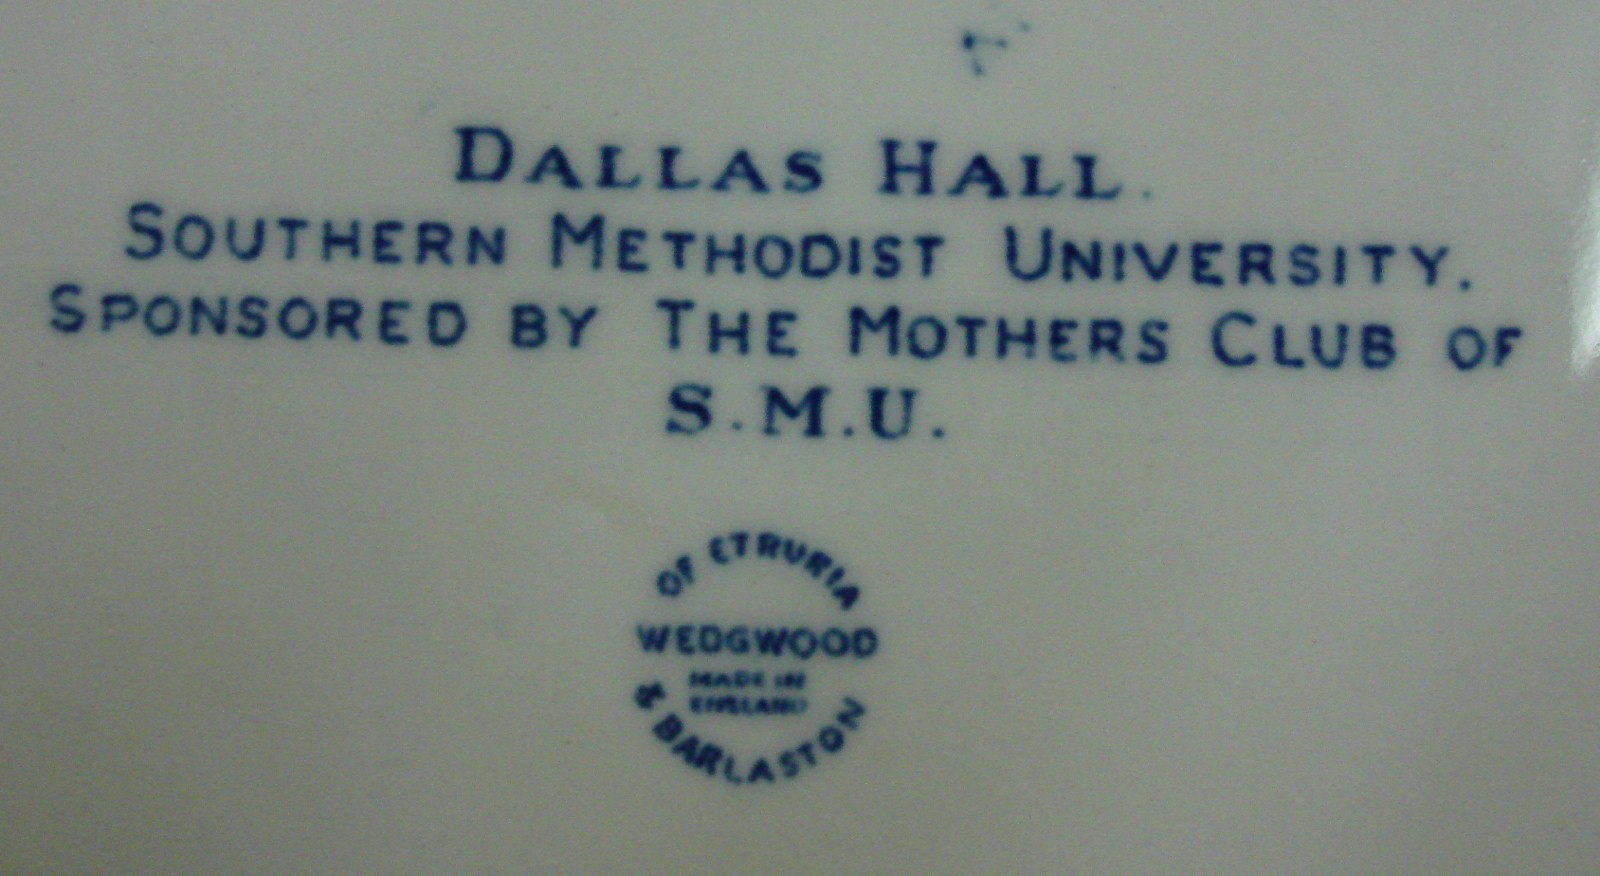 DALLAS HALL.
SOUTHERN METHODIST UNIVERSITY.
SPONSORED BY THE MOTHERS CLUB OF
S.M.U.
OF ETRURIA
WEDGWOOD
MADE IN
ENGLAND
& BARLASTON